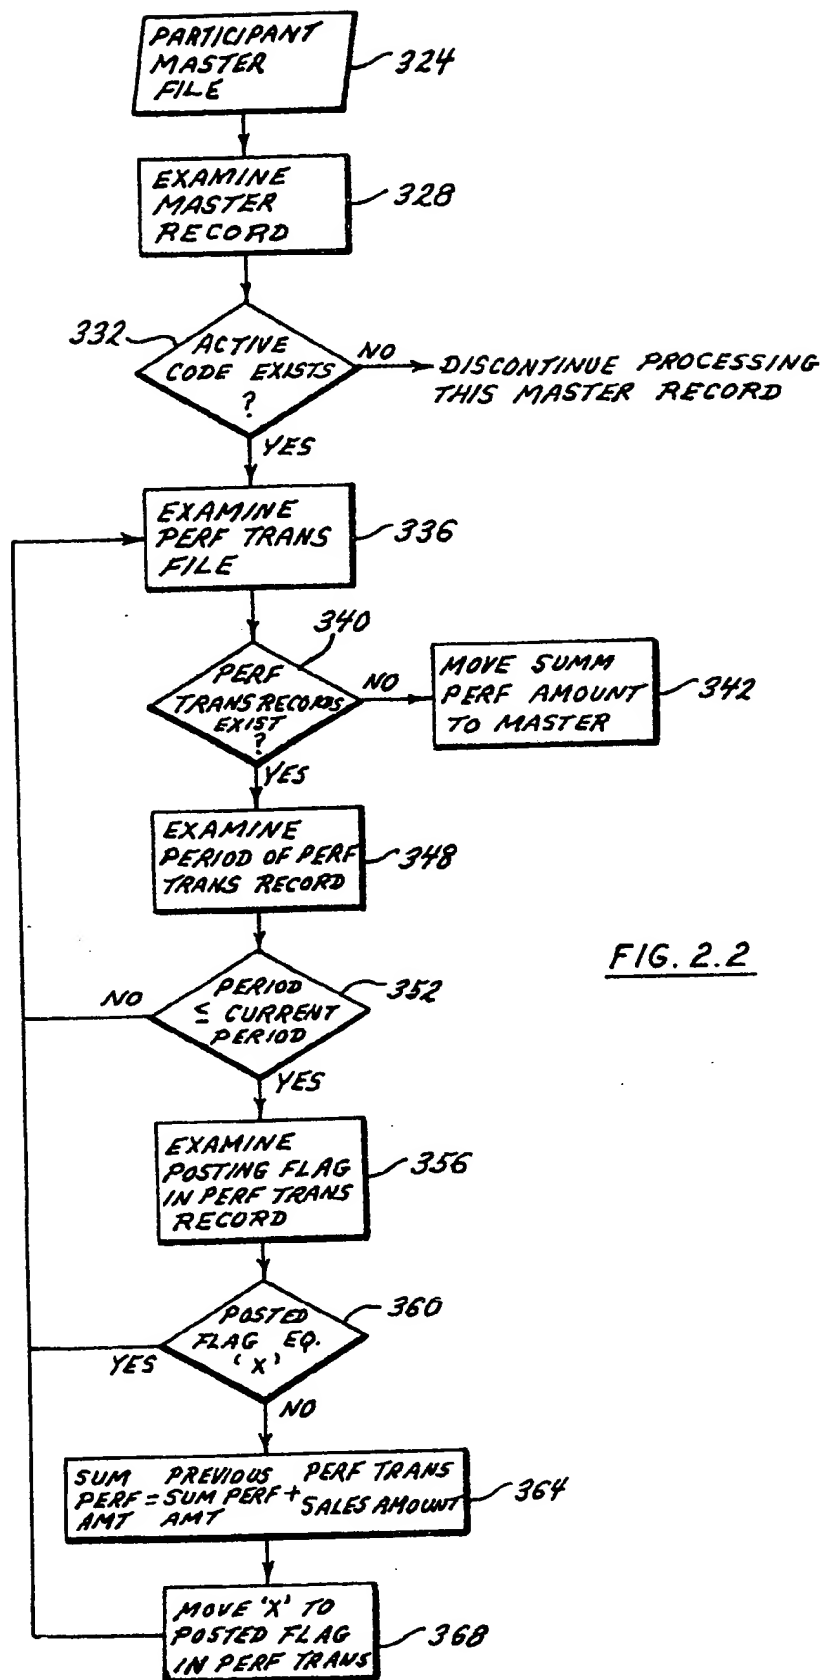 PARTICIPANT
MASTER
FILE
324
EXAMINE
MASTER
RECORD
328
332
ACTIVE
CODE EXISTS
?
NO
DISCONTINUE PROCESSING
THIS MASTER RECORD
YES
EXAMINE
PERF TRANS
FILE
336
340
PERF
TRANS RECORDS
EXIST
?
NO
MOVE SUMM
PERF AMOUNT
TO MASTER
342
YES
EXAMINE
PERIOD OF PERF
TRANS RECORD
348
FIG. 2.2
PERIOD
≤ CURRENT
PERIOD
352
NO
YES
EXAMINE
POSTING FLAG
IN PERF TRANS
RECORD
356
POSTED
FLAG EQ.
'X'
360
YES
NO
SUM PREVIOUS PERF TRANS
PERF = SUM PERF + SALES AMOUNT
AMT AMT
364
MOVE 'X' TO
POSTED FLAG
IN PERF TRANS
368